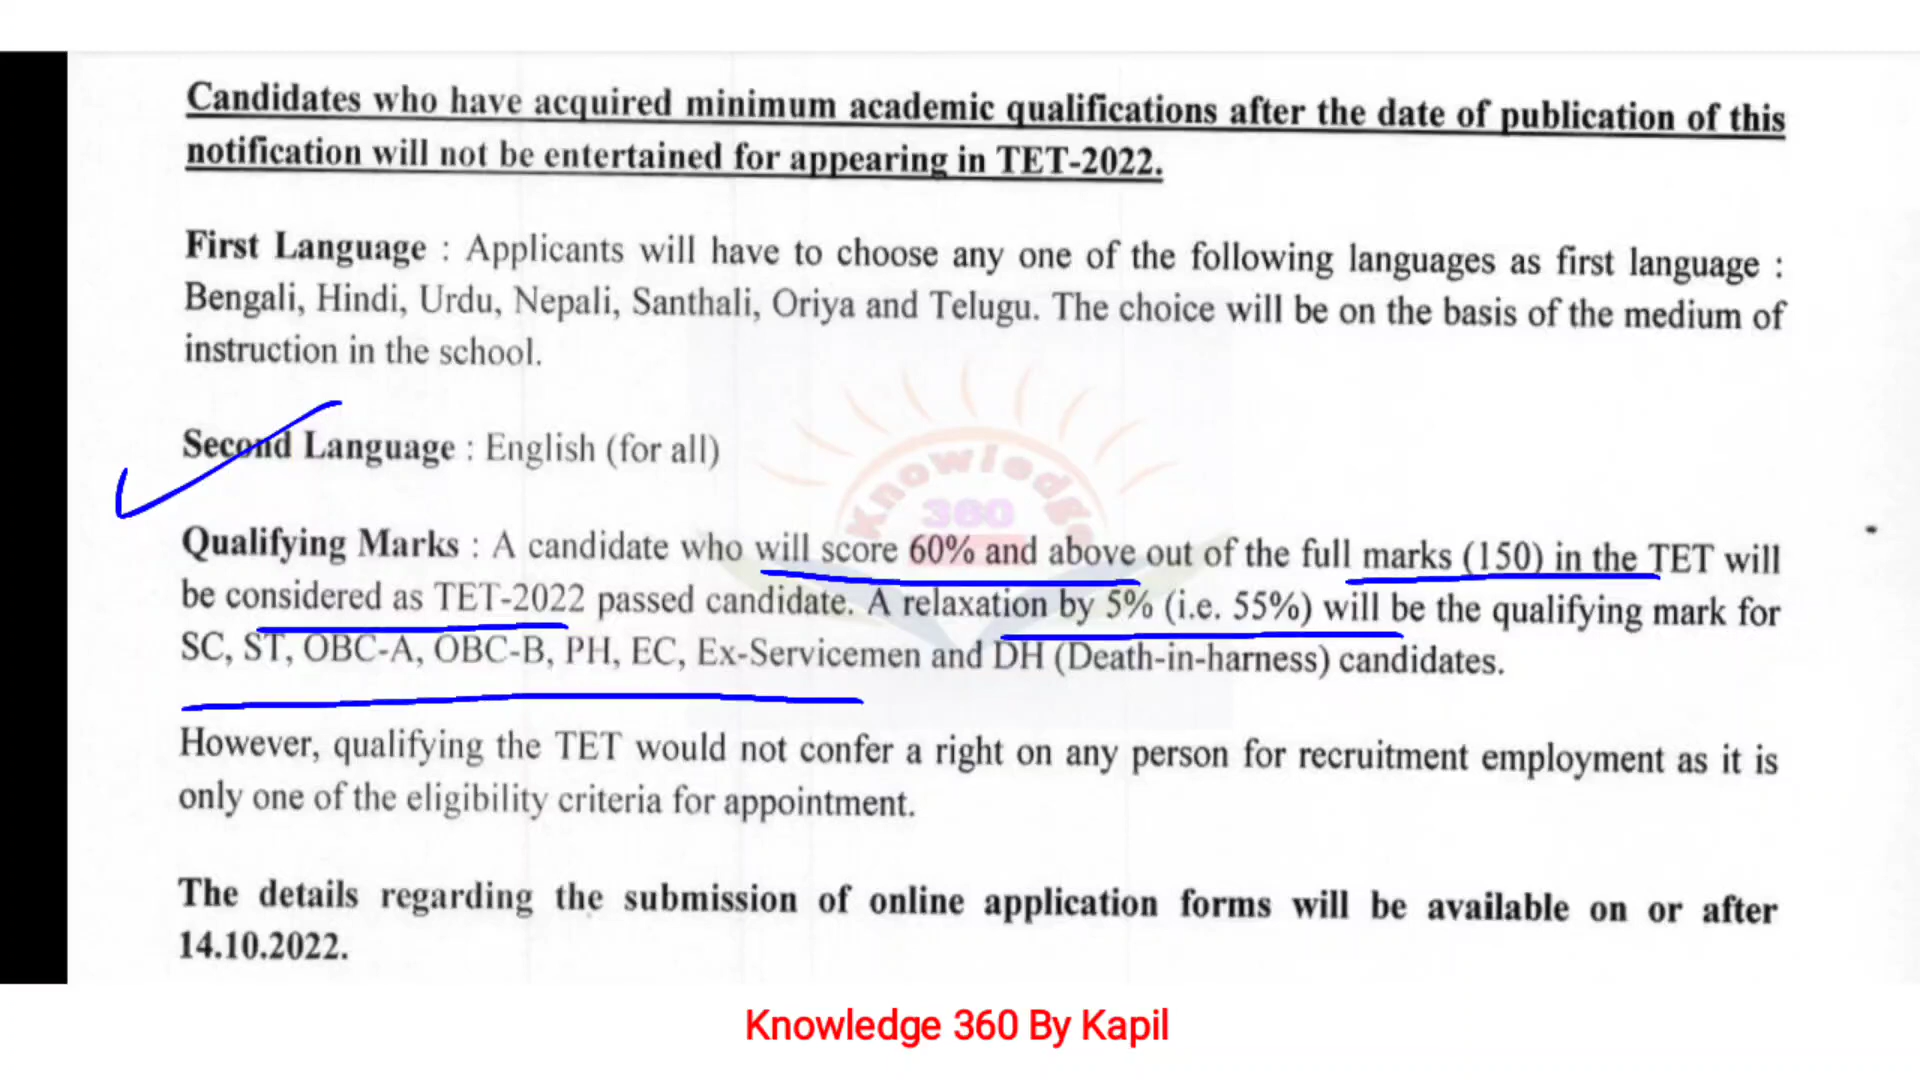 Candidates who have acquired minimum academic qualifications after the date of publication of this
notification will not be entertained for appearing in TET-2022.
First Language : Applicants will have to choose any one of the following languages as first language :
Bengali, Hindi, Urdu, Nepali, Santhali, Oriya and Telugu. The choice will be on the basis of the medium of
instruction in the school.
Second Language : English (for all)
Knowledge
360
Qualifying Marks : A candidate who will score 60% and above out of the full marks (150) in the TET will
be considered as TET-2022 passed candidate. A relaxation by 5% (i.e. 55%) will be the qualifying mark for
SC, ST, OBC-A, OBC-B, PH, EC, Ex-Servicemen and DH (Death-in-harness) candidates.
However, qualifying the TET would not confer a right on any person for recruitment employment as it is
only one of the eligibility criteria for appointment.
The details regarding the submission of online application forms will be available on or after
14.10.2022.
Knowledge 360 By Kapil